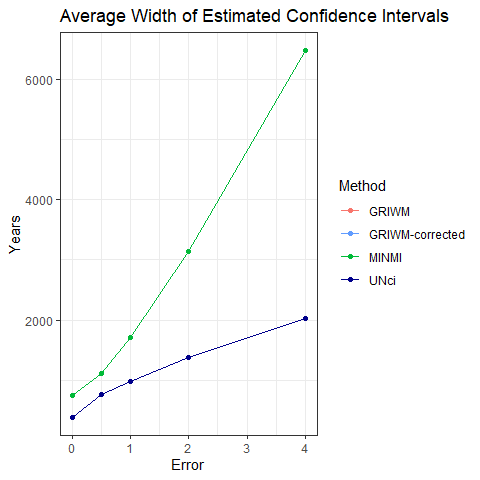 Average Width of Estimated Confidence Intervals
Years
6000
4000
2000
0
1
2
3
4
Error
Method
GRIWM
GRIWM-corrected
MINMI
UNci